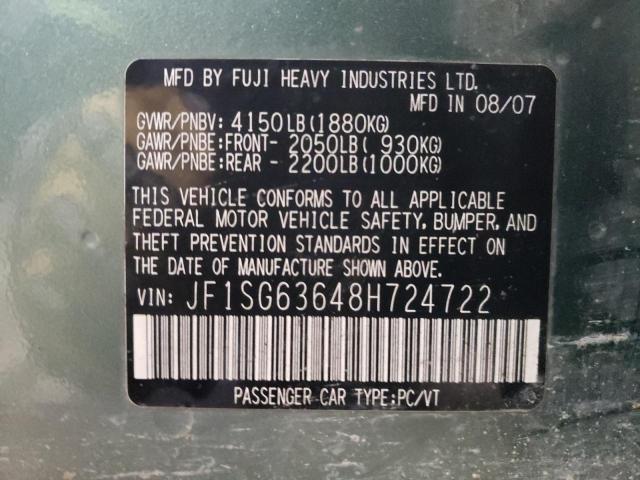 MFD BY FUJI HEAVY INDUSTRIES LTD.
MFD IN 08/07
GVWR/PNBV: 4150LB(1880KG)
GAWR/PNBE:FRONT- 2050LB( 930KG)
GAWR/PNBE:REAR - 2200LB(1000KG)
THIS VEHICLE CONFORMS TO ALL APPLICABLE
FEDERAL MOTOR VEHICLE SAFETY, BUMPER, AND
THEFT PREVENTION STANDARDS IN EFFECT ON
THE DATE OF MANUFACTURE SHOWN ABOVE.
VIN: JF1SG63648H724722
PASSENGER CAR TYPE:PC/VT